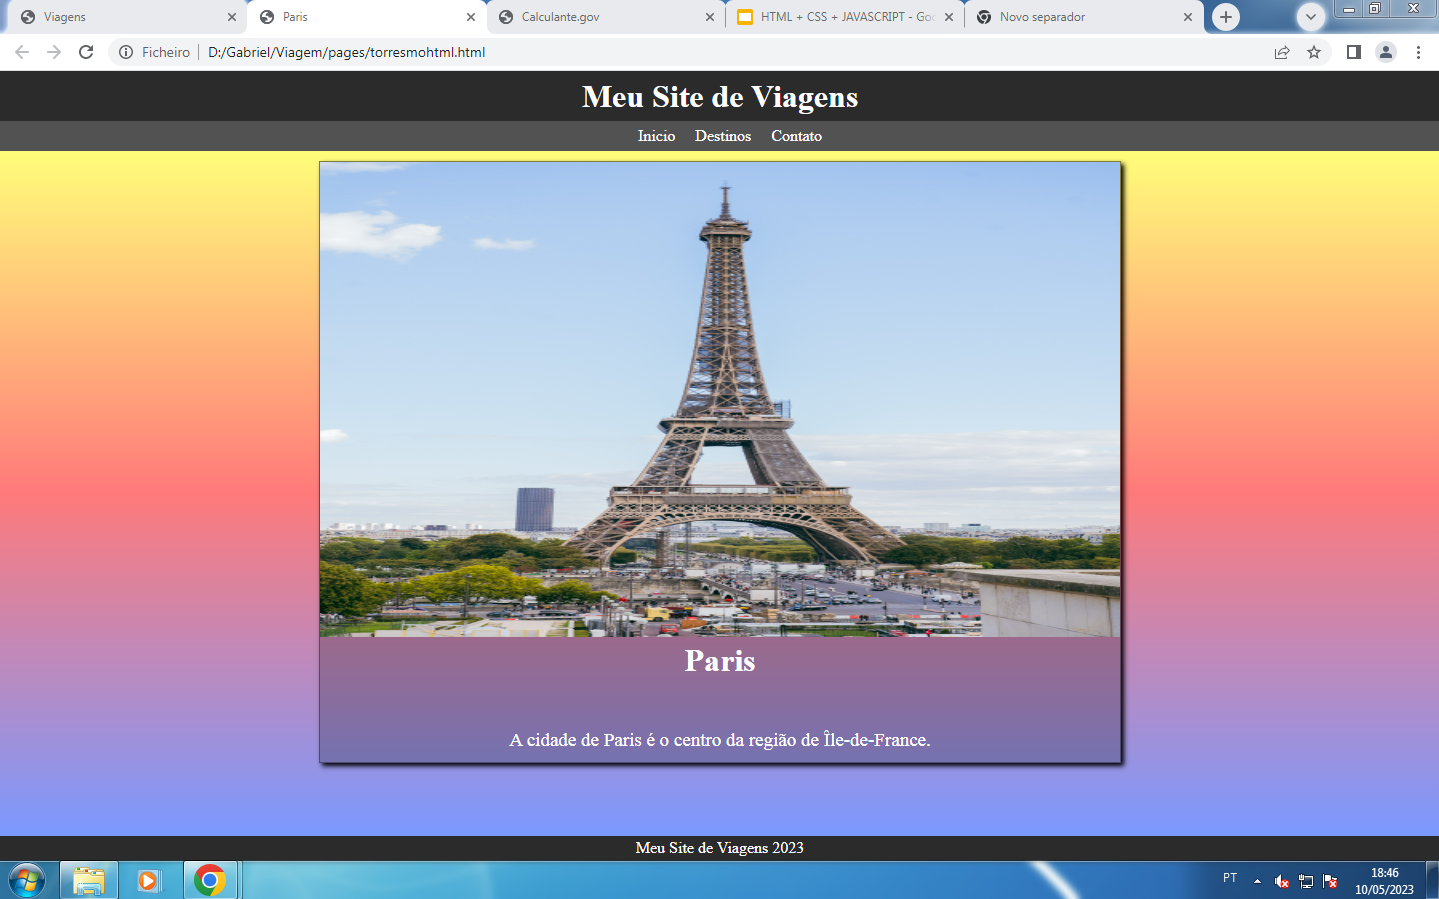 Viagens
Paris
Calculante.gov
HTML + CSS + JAVASCRIPT - Goo
Novo separador
Ficheiro
D:/Gabriel/Viagem/pages/torresmohtml.html
Meu Site de Viagens
Inicio Destinos Contato
Paris
A cidade de Paris é o centro da região de Île-de-France.
Meu Site de Viagens 2023
PT
18:46
10/05/2023